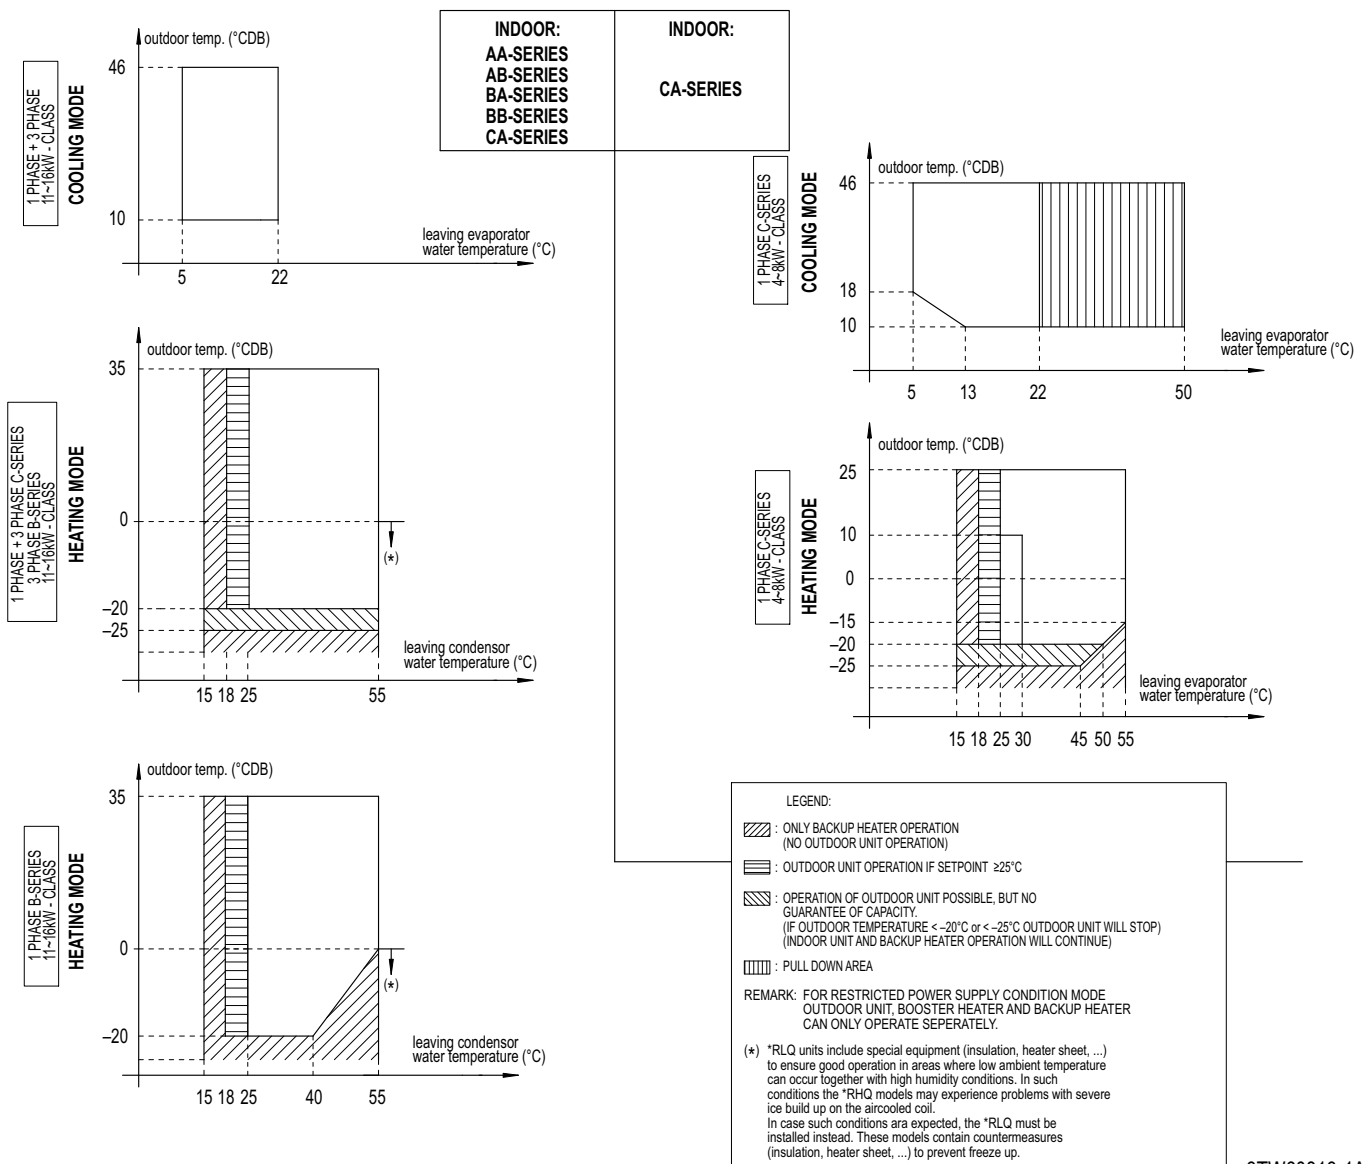 INDOOR:
AA-SERIES
AB-SERIES
BA-SERIES
BB-SERIES
CA-SERIES
INDOOR:
CA-SERIES
1 PHASE + 3 PHASE
11~16kW - CLASS
COOLING MODE
outdoor temp. (°CDB)
46
10
5 22
leaving evaporator
water temperature (°C)
1 PHASE + 3 PHASE C-SERIES
3 PHASE B-SERIES
11~16kW - CLASS
HEATING MODE
outdoor temp. (°CDB)
35
0
(*)
–20
–25
15 18 25 55
leaving condensor
water temperature (°C)
1 PHASE B-SERIES
11~16kW - CLASS
HEATING MODE
outdoor temp. (°CDB)
35
0
(*)
–20
15 18 25 40 55
leaving condensor
water temperature (°C)
1 PHASE C-SERIES
4~8kW - CLASS
COOLING MODE
outdoor temp. (°CDB)
46
18
10
5 13 22 50
leaving evaporator
water temperature (°C)
1 PHASE C-SERIES
4~8kW - CLASS
HEATING MODE
outdoor temp. (°CDB)
25
10
0
–15
–20
–25
15 18 25 30 45 50 55
leaving evaporator
water temperature (°C)
LEGEND:
: ONLY BACKUP HEATER OPERATION
(NO OUTDOOR UNIT OPERATION)
: OUTDOOR UNIT OPERATION IF SETPOINT ≥25°C
: OPERATION OF OUTDOOR UNIT POSSIBLE, BUT NO
GUARANTEE OF CAPACITY.
(IF OUTDOOR TEMPERATURE < –20°C or < –25°C OUTDOOR UNIT WILL STOP)
(INDOOR UNIT AND BACKUP HEATER OPERATION WILL CONTINUE)
: PULL DOWN AREA
REMARK: FOR RESTRICTED POWER SUPPLY CONDITION MODE
OUTDOOR UNIT, BOOSTER HEATER AND BACKUP HEATER
CAN ONLY OPERATE SEPERATELY.
(*) *RLQ units include special equipment (insulation, heater sheet, ...)
to ensure good operation in areas where low ambient temperature
can occur together with high humidity conditions. In such
conditions the *RHQ models may experience problems with severe
ice build up on the aircooled coil.
In case such conditions ara expected, the *RLQ must be
installed instead. These models contain countermeasures
(insulation, heater sheet, ...) to prevent freeze up.